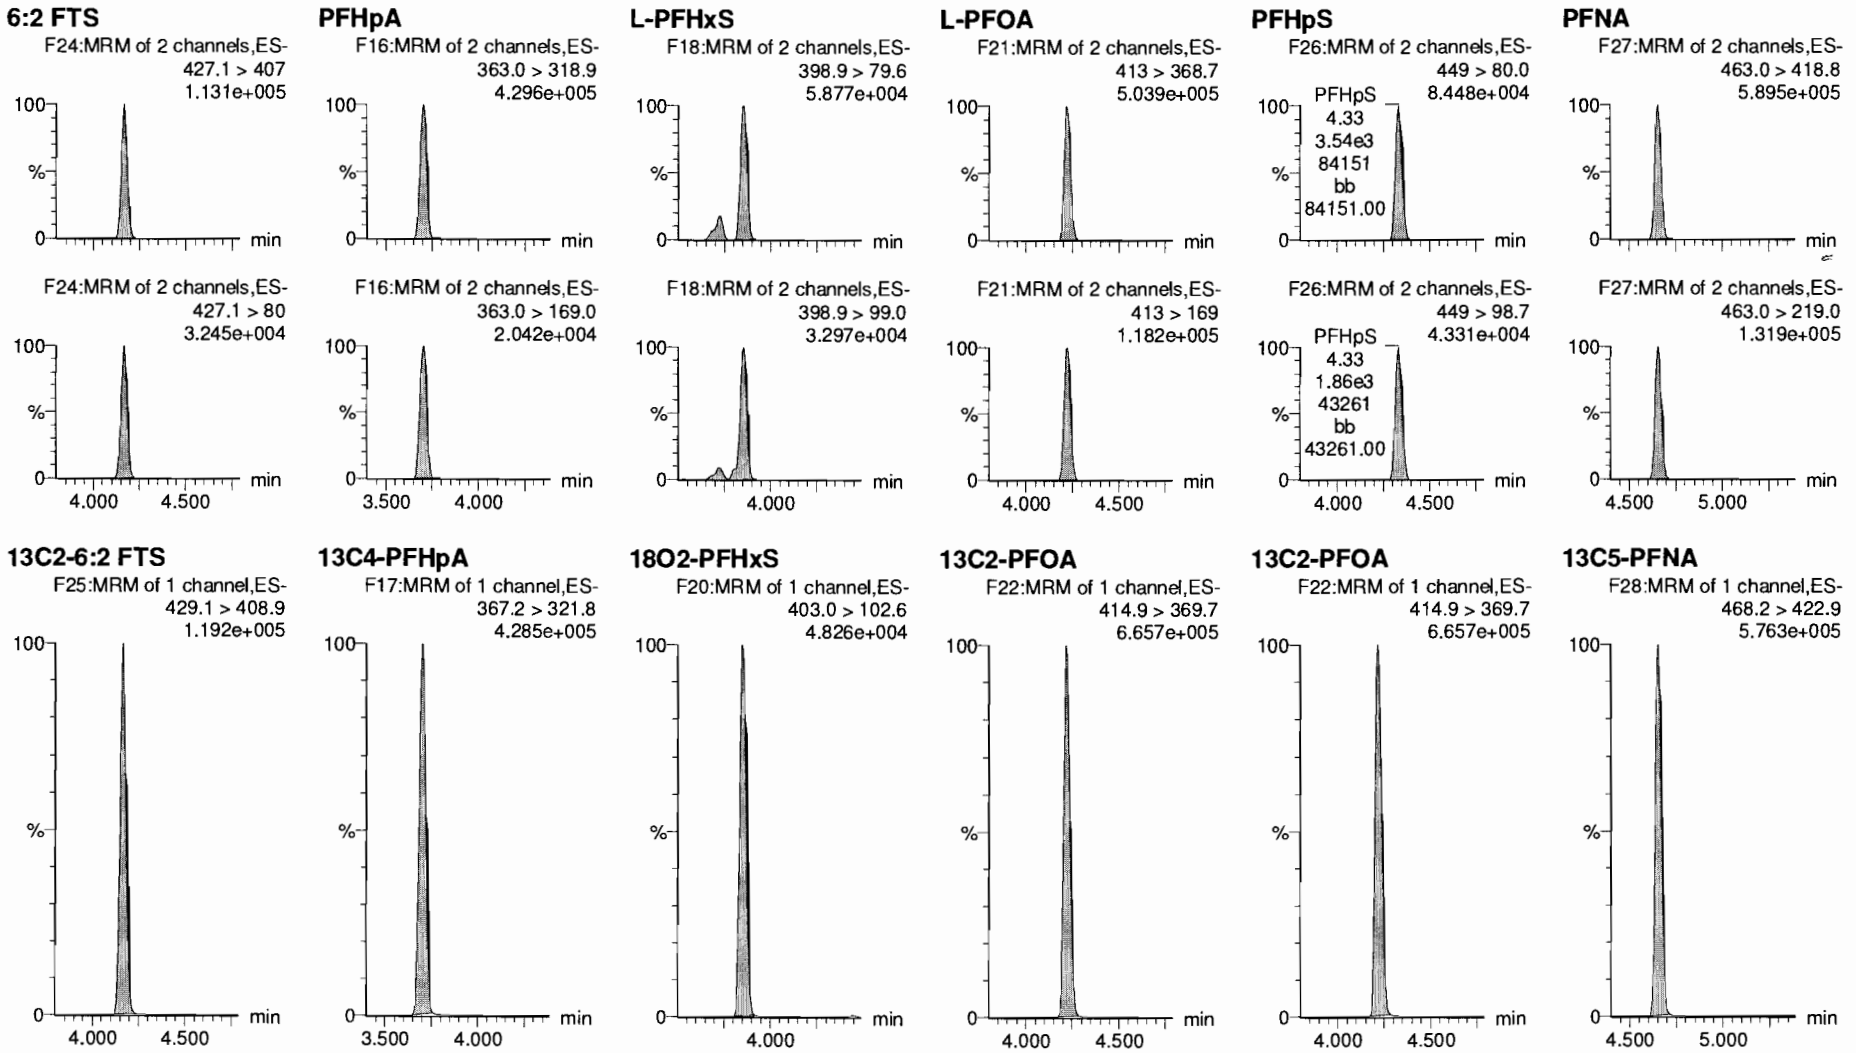 6:2 FTS
F24:MRM of 2 channels,ES-
427.1 > 407
1.131e+005
100
%
0
min
F24:MRM of 2 channels,ES-
427.1 > 80
3.245e+004
100
%
0
min
4.000 4.500
PFHpA
F16:MRM of 2 channels,ES-
363.0 > 318.9
4.296e+005
100
%
0
min
F16:MRM of 2 channels,ES-
363.0 > 169.0
2.042e+004
100
%
0
min
3.500 4.000
L-PFHxS
F18:MRM of 2 channels,ES-
398.9 > 79.6
5.877e+004
100
%
0
min
F18:MRM of 2 channels,ES-
398.9 > 99.0
3.297e+004
100
%
0
min
4.000
L-PFOA
F21:MRM of 2 channels,ES-
413 > 368.7
5.039e+005
100
%
0
min
F21:MRM of 2 channels,ES-
413 > 169
1.182e+005
100
%
0
min
4.000 4.500
PFHpS
F26:MRM of 2 channels,ES-
449 > 80.0
8.448e+004
100
PFHpS
4.33
3.54e3
84151
bb
84151.00
%
0
min
F26:MRM of 2 channels,ES-
449 > 98.7
4.331e+004
100
PFHpS
4.33
1.86e3
43261
bb
43261.00
%
0
min
4.000 4.500
PFNA
F27:MRM of 2 channels,ES-
463.0 > 418.8
5.895e+005
100
%
0
min
F27:MRM of 2 channels,ES-
463.0 > 219.0
1.319e+005
100
%
0
min
4.500 5.000
13C2-6:2 FTS
F25:MRM of 1 channel,ES-
429.1 > 408.9
1.192e+005
100
%
0
min
4.000 4.500
13C4-PFHpA
F17:MRM of 1 channel,ES-
367.2 > 321.8
4.285e+005
100
%
0
min
3.500 4.000
18O2-PFHxS
F20:MRM of 1 channel,ES-
403.0 > 102.6
4.826e+004
100
%
0
min
4.000
13C2-PFOA
F22:MRM of 1 channel,ES-
414.9 > 369.7
6.657e+005
100
%
0
min
4.000 4.500
13C2-PFOA
F22:MRM of 1 channel,ES-
414.9 > 369.7
6.657e+005
100
%
0
min
4.000 4.500
13C5-PFNA
F28:MRM of 1 channel,ES-
468.2 > 422.9
5.763e+005
100
%
0
min
4.500 5.000